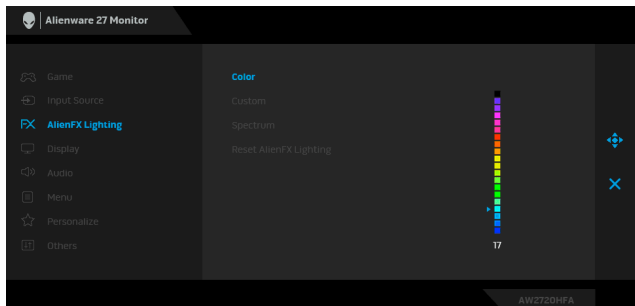 Alienware 27 Monitor
Game
Input Source
AlienFX Lighting
Display
Audio
Menu
Personalize
Others
Color
Custom
Spectrum
Reset AlienFX Lighting
17
AW2720HFA